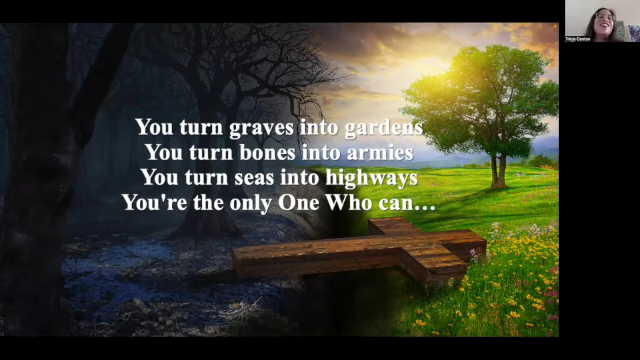 You turn graves into gardens
You turn bones into armies
You turn seas into highways
You're the only One Who can…